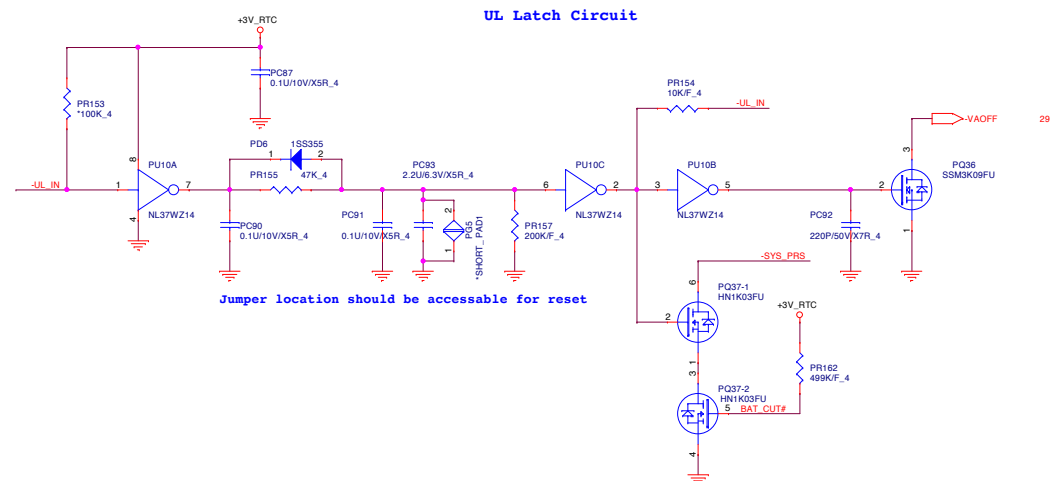 UL Latch Circuit
+3V_RTC
PC87
0.1U/10V/X5R_4
PR153
*100K_4
PR154
10K/F_4
-UL_IN
-VAOFF
29
PD6
1SS355
1
2
PR155
47K_4
PC93
2.2U/6.3V/X5R_4
8
PU10A
-UL_IN
1
7
4
NL37WZ14
PC90
0.1U/10V/X5R_4
PC91
0.1U/10V/X5R_4
2
1
PG5
*SHORT_ PAD1
PR157
200K/F_4
PU10C
6
2
NL37WZ14
PU10B
3
5
NL37WZ14
PC92
220P/50V/X7R_4
3
PQ36
SSM3K09FU
2
1
Jumper location should be accessable for reset
-SYS_PRS
6
PQ37-1
HN1K03FU
2
1
+3V_RTC
PR162
499K/F_4
3
PQ37-2
HN1K03FU
5
BAT_CUT#
4